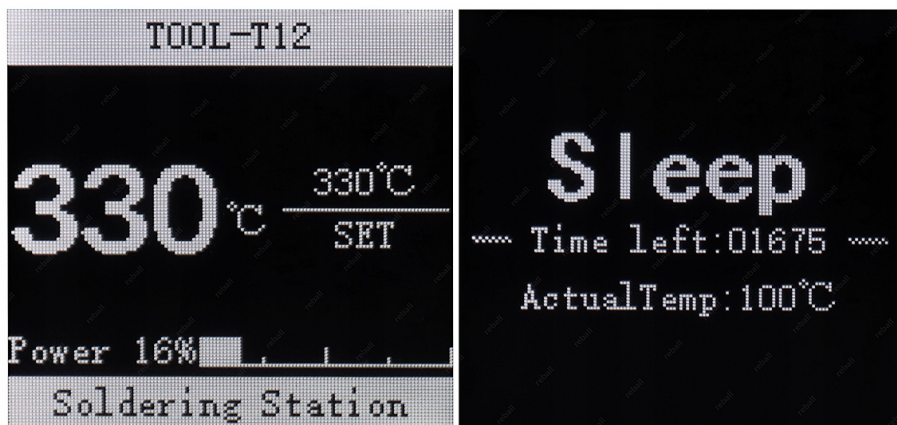 TOOL-T12
330℃
330℃
SET
Power 16%
Soldering Station
Sleep
Time left:01675
ActualTemp:100℃